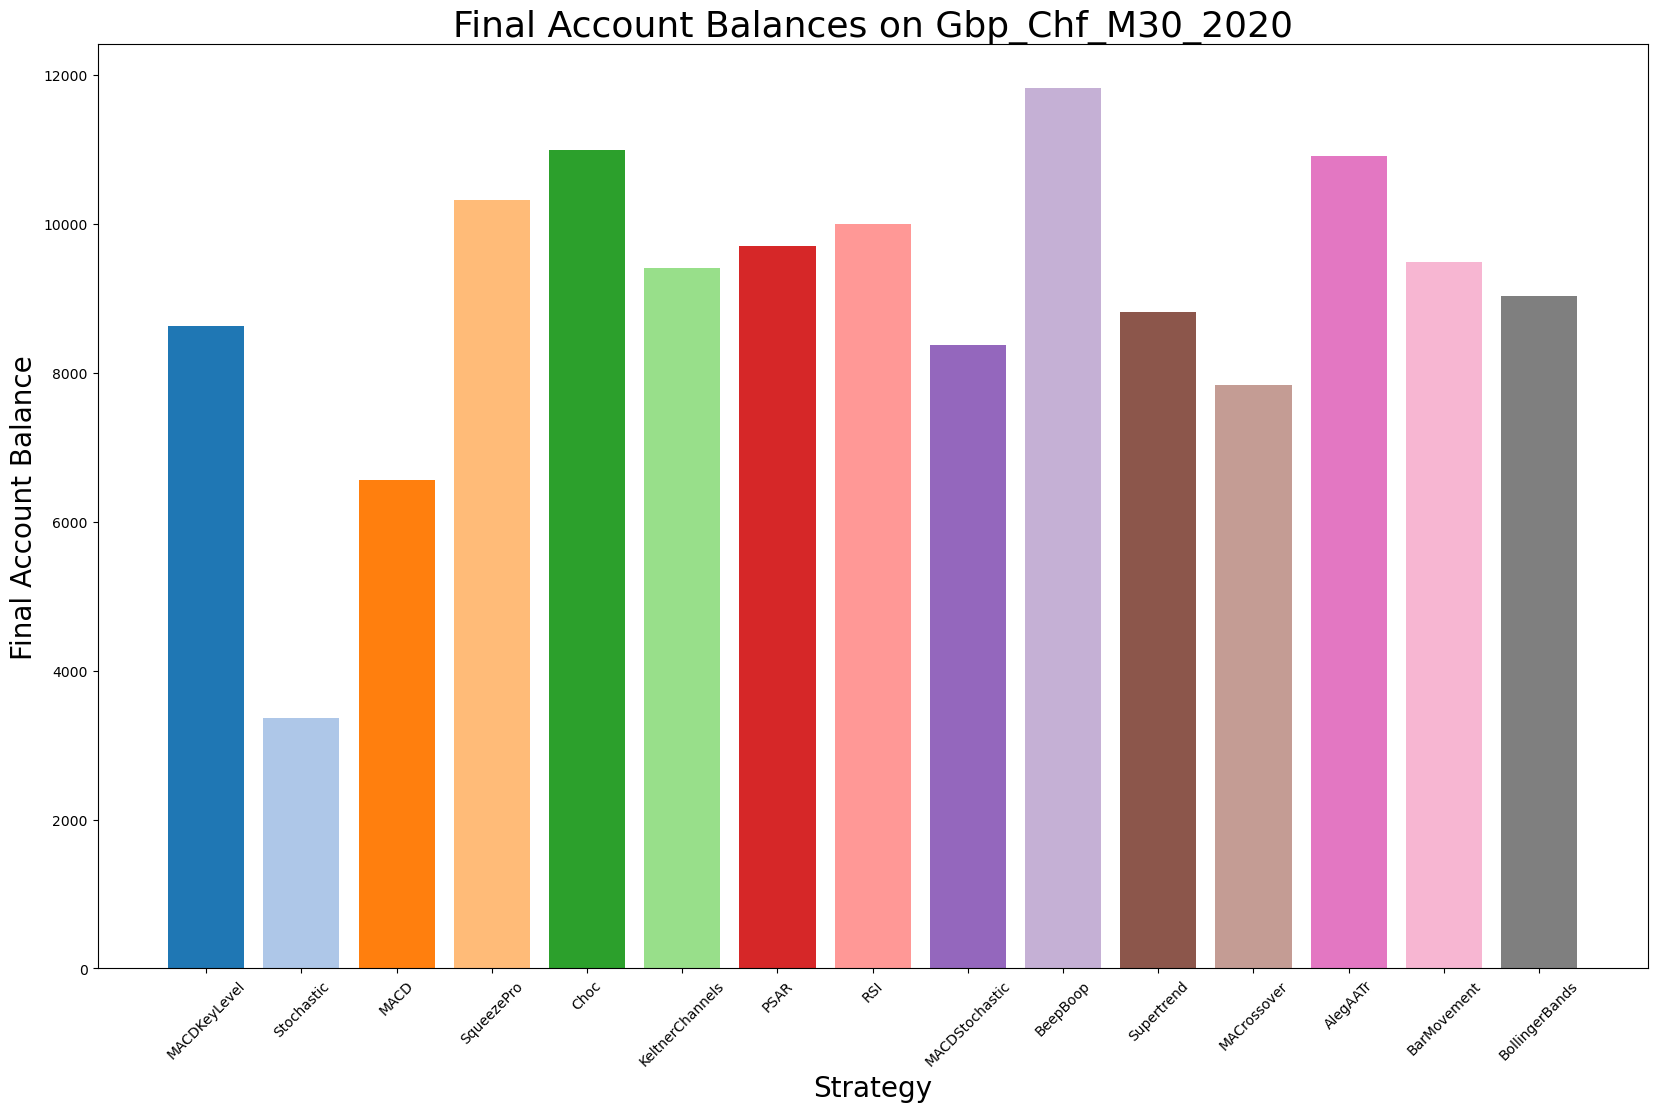 Final Account Balances on Gbp_Chf_M30_2020
Final Account Balance
12000
10000
8000
6000
4000
2000
0
MACDKeyLevel
Stochastic
MACD
SqueezePro
Choc
KeltnerChannels
PSAR
RSI
MACDStochastic
BeepBoop
Supertrend
MACrossover
AlegAATr
BarMovement
BollingerBands
Strategy